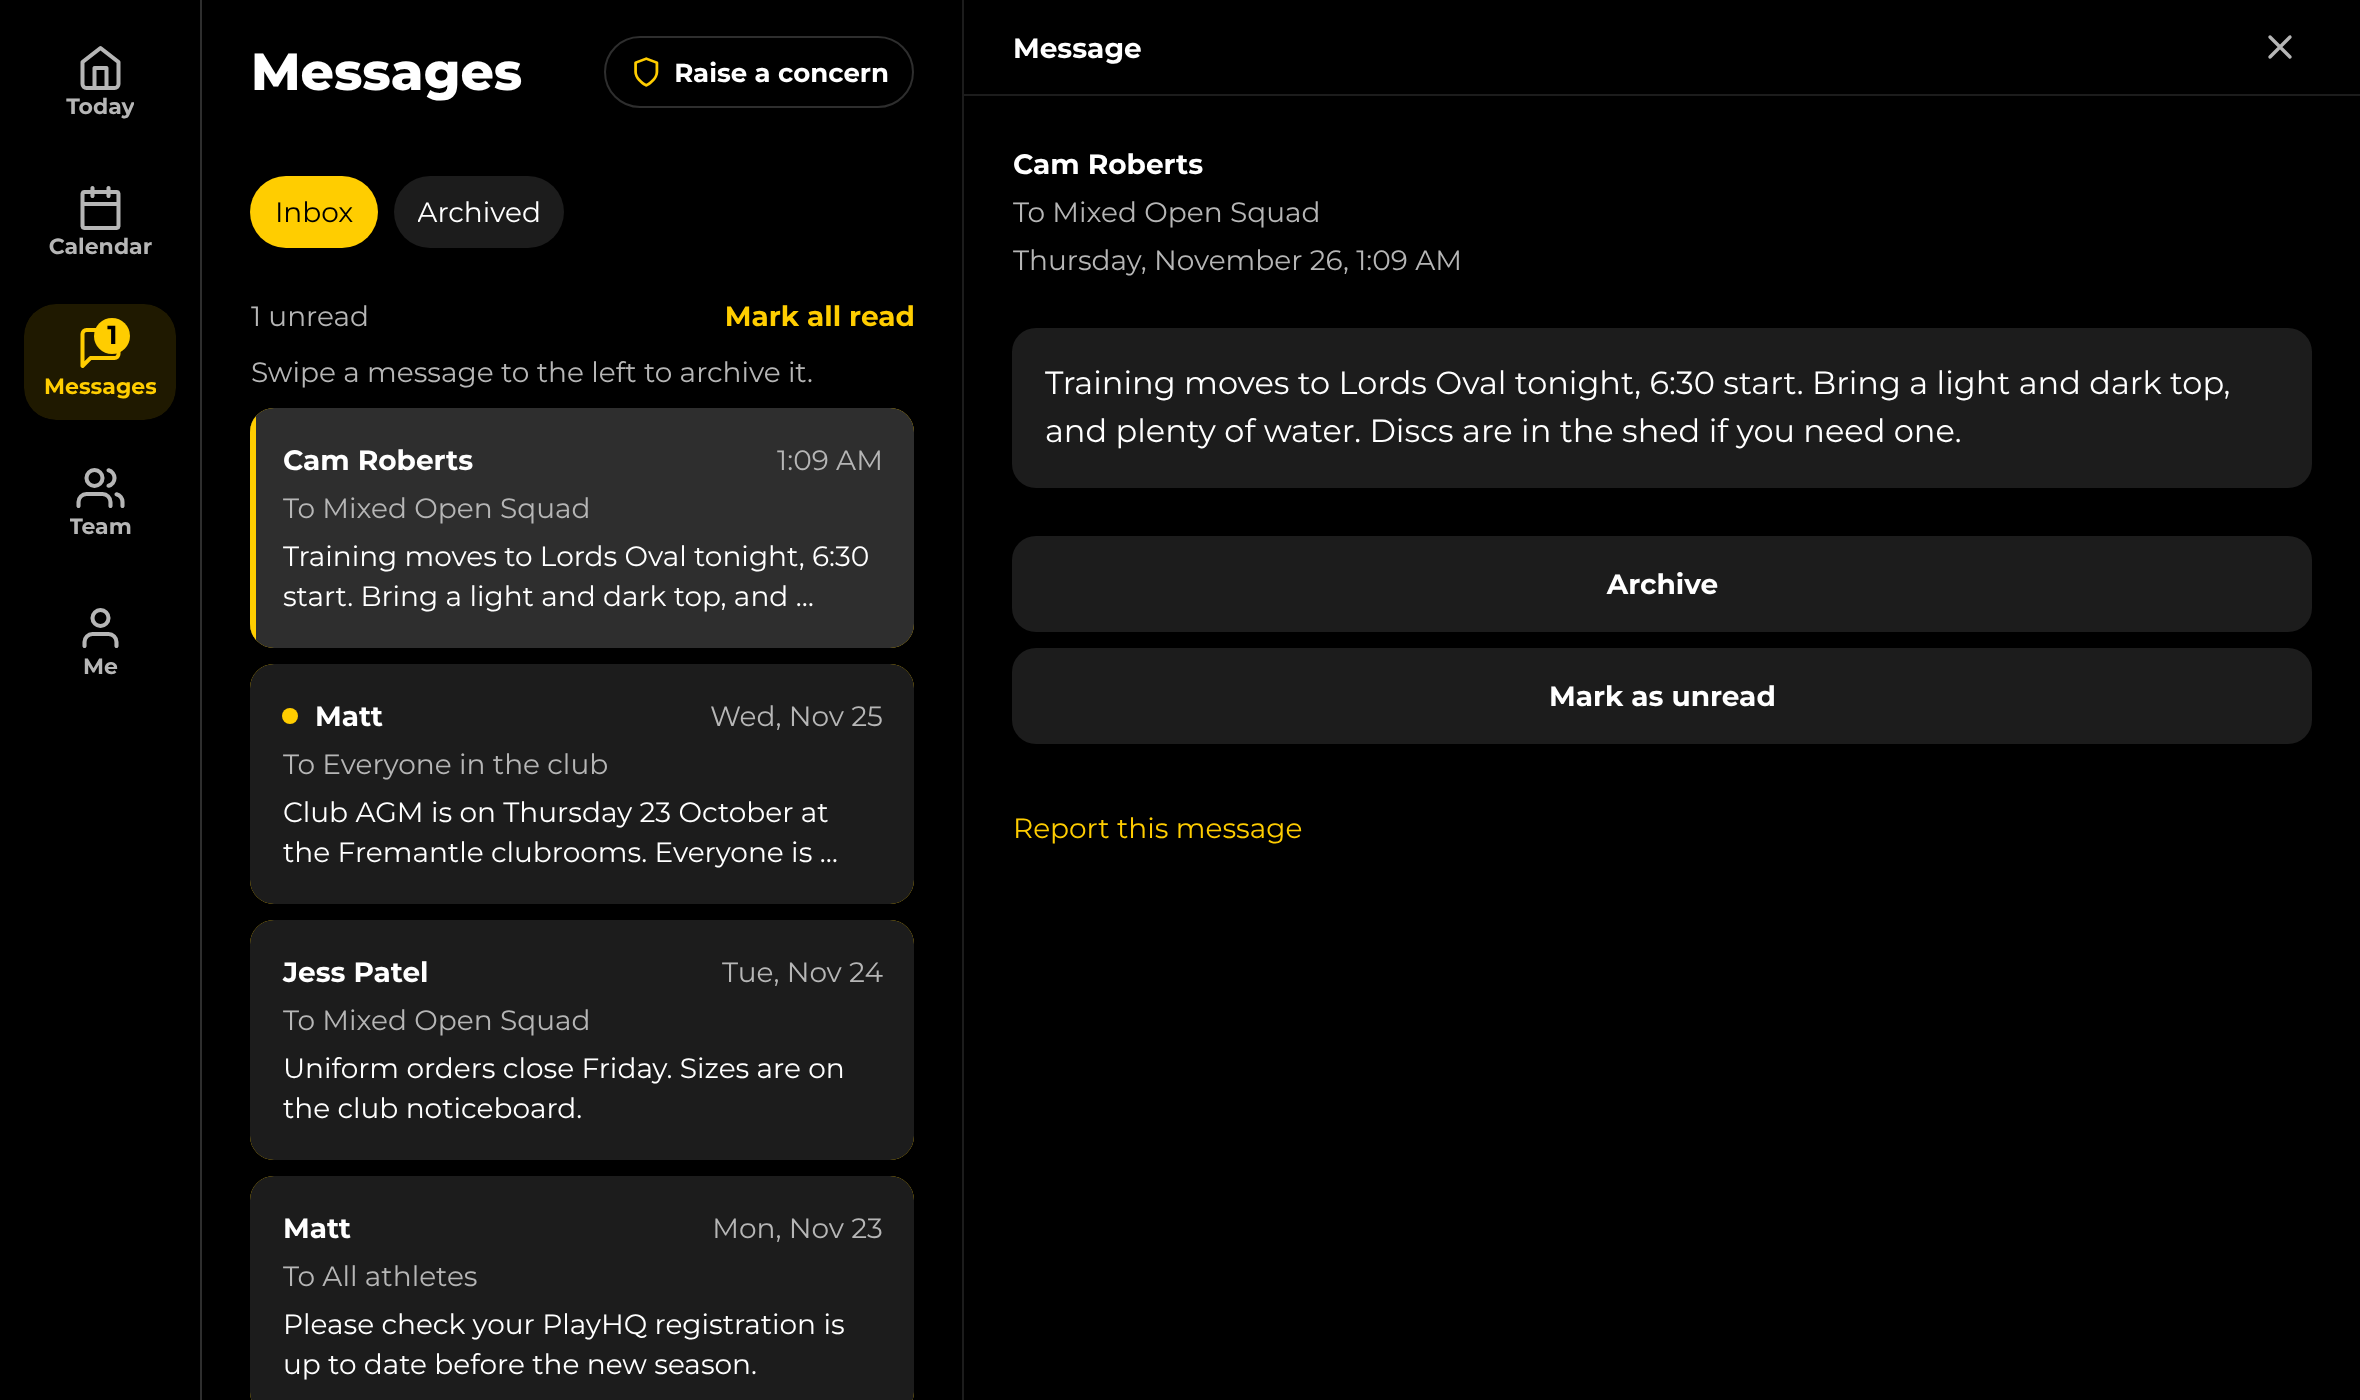 Today
Calendar
1
Messages
Team
Me
Messages
Raise a concern
Inbox
Archived
1 unread
Mark all read
Swipe a message to the left to archive it.
Cam Roberts
1:09 AM
To Mixed Open Squad
Training moves to Lords Oval tonight, 6:30
start. Bring a light and dark top, and ...
Matt
Wed, Nov 25
To Everyone in the club
Club AGM is on Thursday 23 October at
the Fremantle clubrooms. Everyone is ...
Jess Patel
Tue, Nov 24
To Mixed Open Squad
Uniform orders close Friday. Sizes are on
the club noticeboard.
Matt
Mon, Nov 23
To All athletes
Please check your PlayHQ registration is
up to date before the new season.
Message
Cam Roberts
To Mixed Open Squad
Thursday, November 26, 1:09 AM
Training moves to Lords Oval tonight, 6:30 start. Bring a light and dark top,
and plenty of water. Discs are in the shed if you need one.
Archive
Mark as unread
Report this message